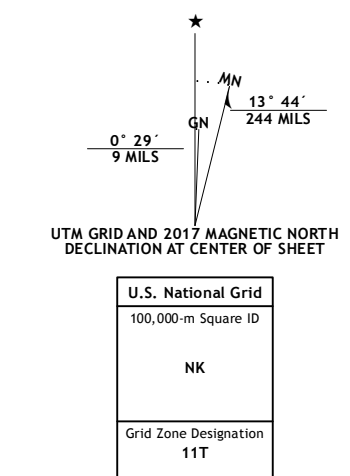 ★
MN
13° 44´
244 MILS
GN
0° 29´
9 MILS
UTM GRID AND 2017 MAGNETIC NORTH
DECLINATION AT CENTER OF SHEET
U.S. National Grid
100,000-m Square ID
NK
Grid Zone Designation
11T